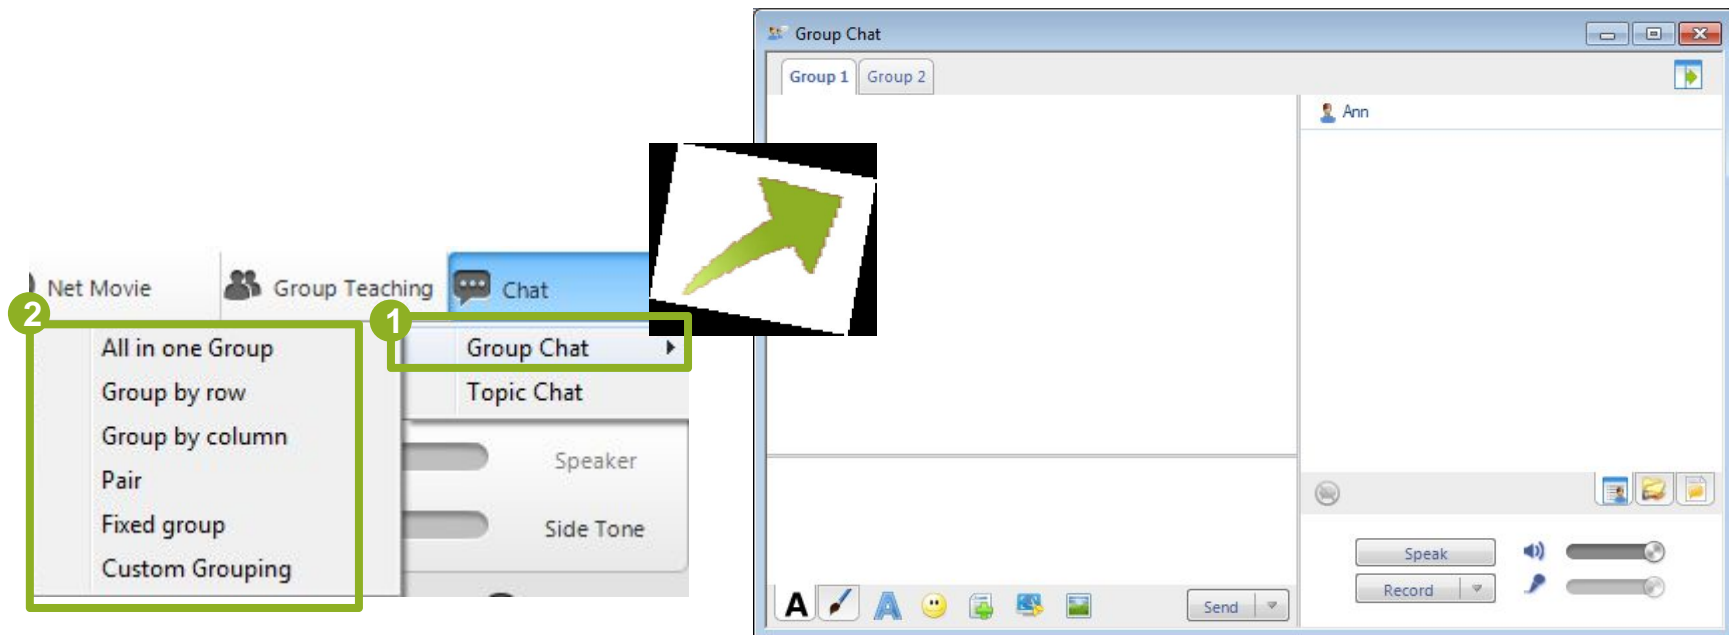 Group Chat
Group 1 Group 2
Ann
Net Movie Group Teaching Chat
2 1
All in one Group
Group by row
Group by column
Pair
Fixed group
Custom Grouping
Group Chat
Topic Chat
Speaker
Side Tone
Speak
Record
A A Send